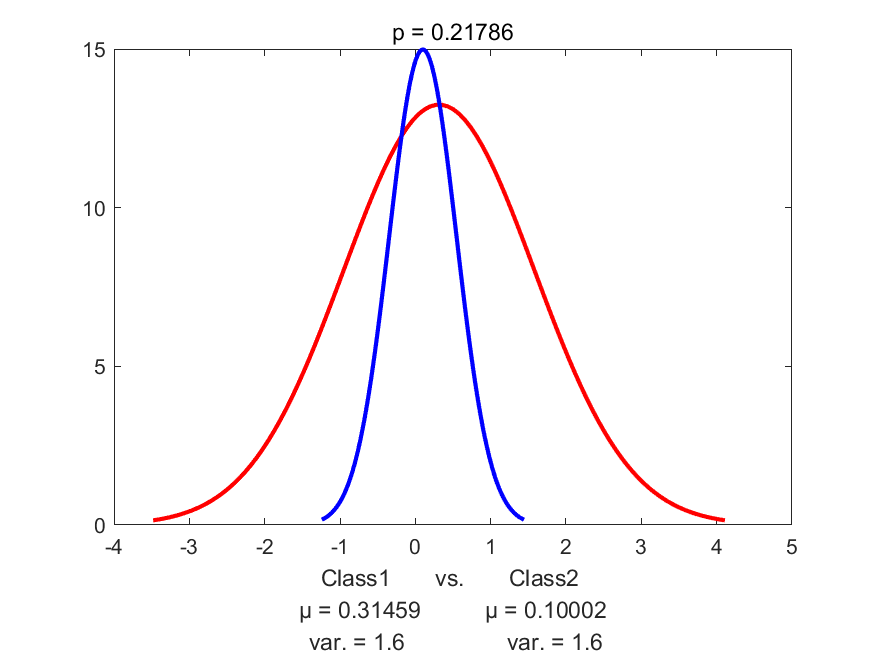 p = 0.21786
15
10
5
0
-4 -3 -2 -1 0 1 2 3 4 5
Class1 vs. Class2
μ = 0.31459 μ = 0.10002
var. = 1.6 var. = 1.6